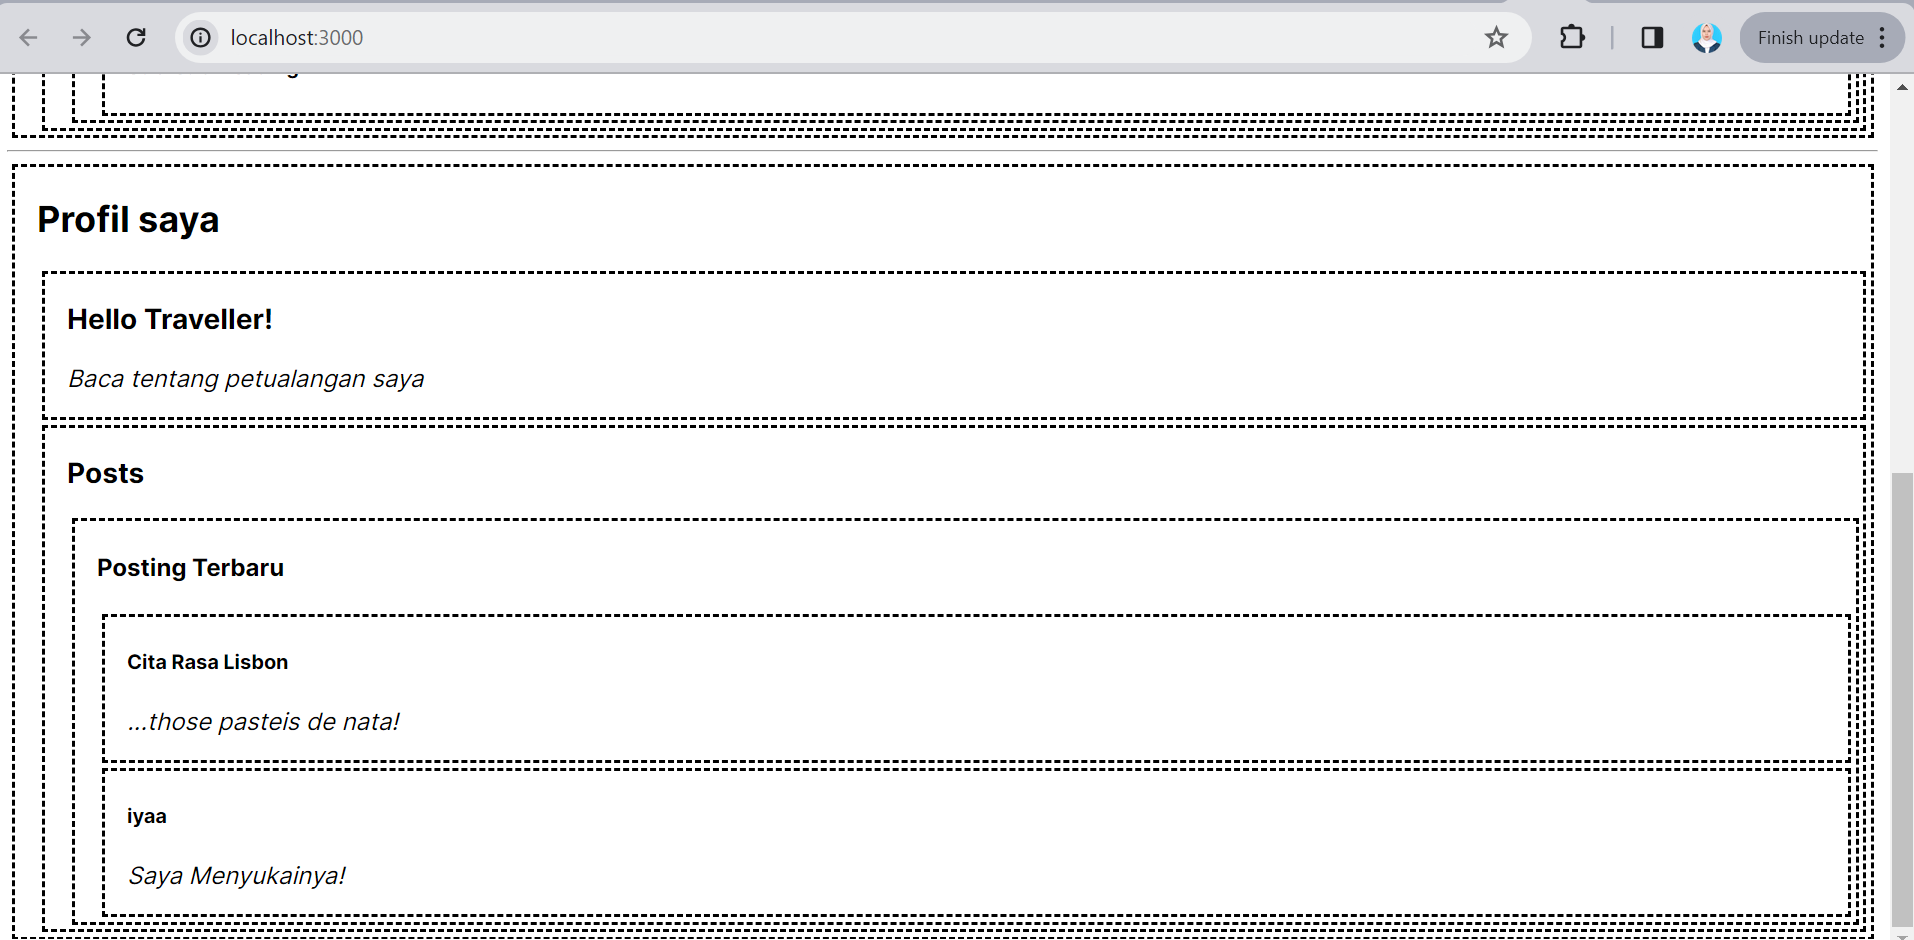 localhost:3000
Finish update
Profil saya
Hello Traveller!
Baca tentang petualangan saya
Posts
Posting Terbaru
Cita Rasa Lisbon
...those pasteis de nata!
iyaa
Saya Menyukainya!